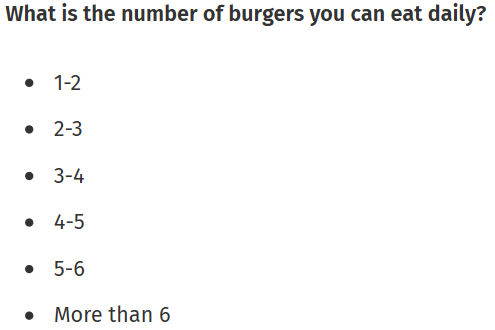 What is the number of burgers you can eat daily?
• 1-2
• 2-3
• 3-4
• 4-5
• 5-6
• More than 6